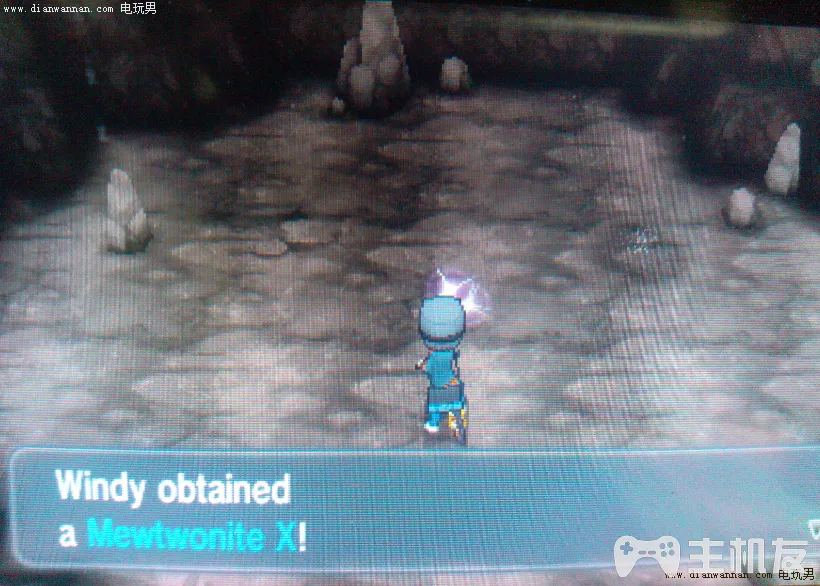 www.dianwannan.com 电玩男
Windy obtained
a Mewtwonite X!
主机友
www.dianwannan.com 电玩男